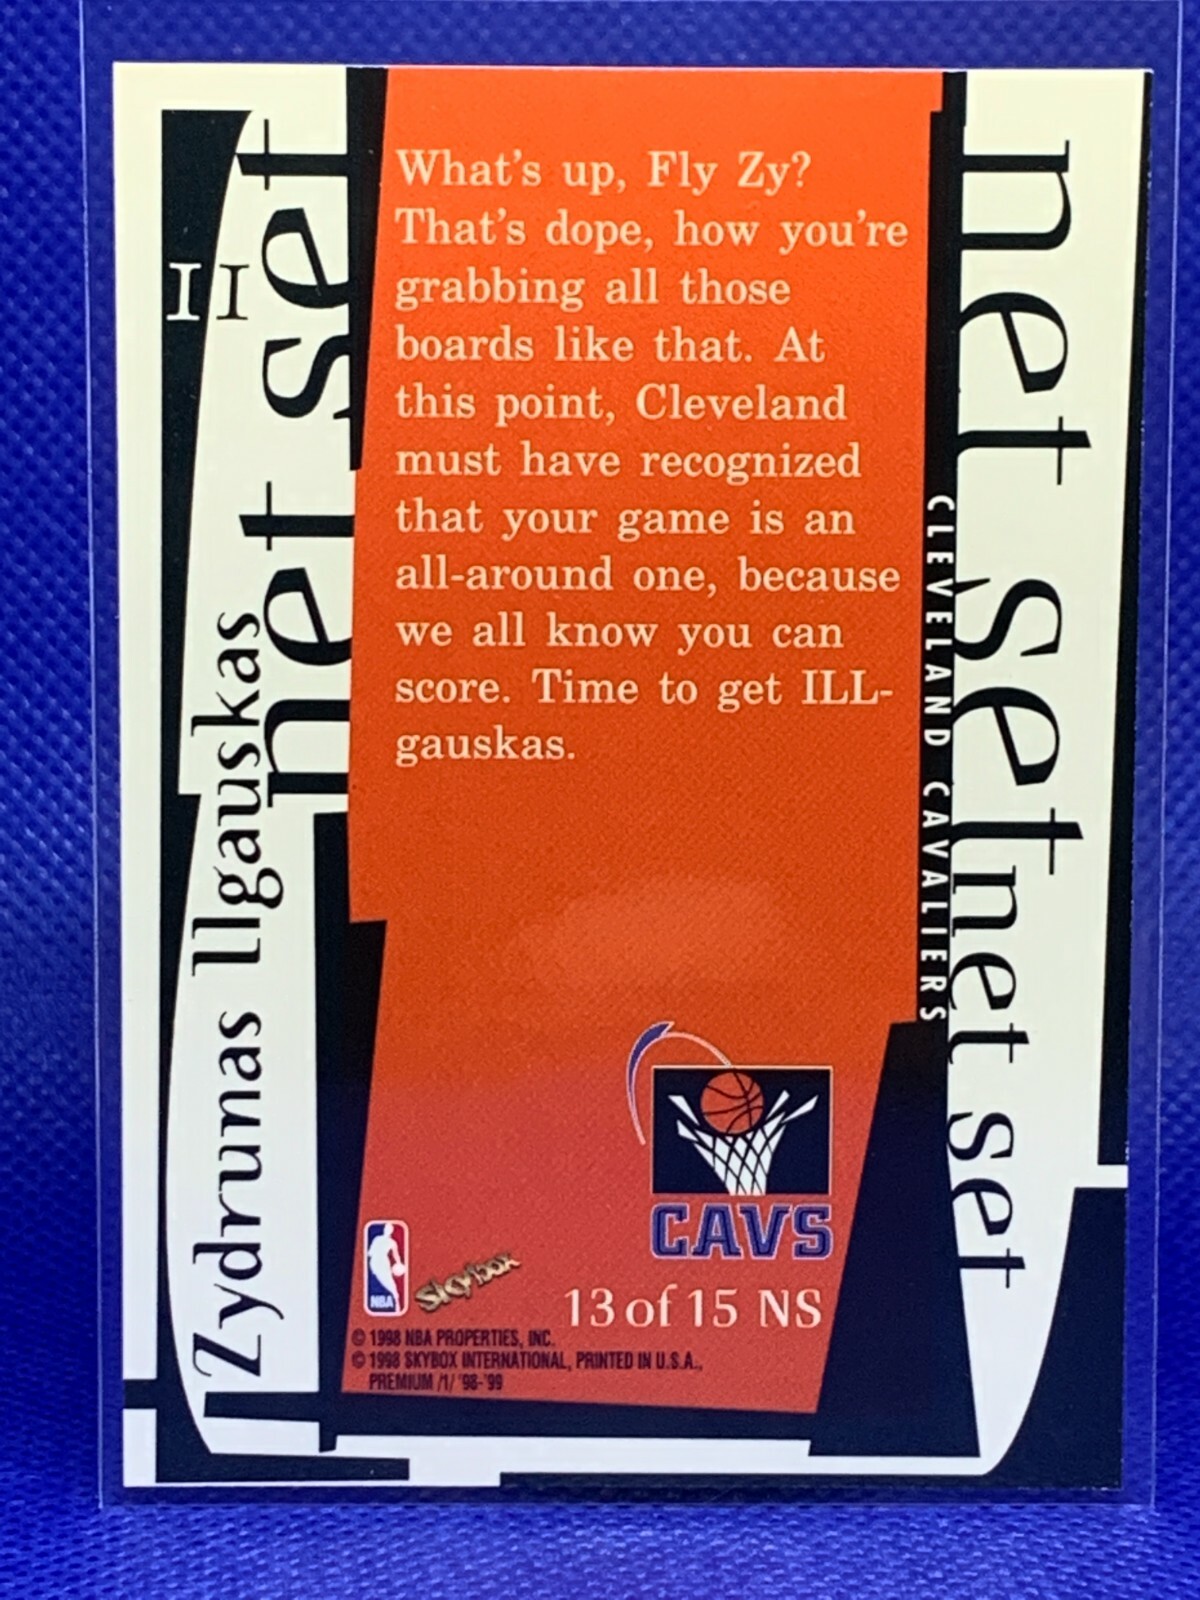 What's up, Fly Zy?
That's dope, how you're
grabbing all those
boards like that. At
this point, Cleveland
must have recognized
that your game is an
all-around one, because
we all know you can
score. Time to get ILL-
gauskas.
11
Zydrunas Ilgauskas
net set
net set
net set
CLEVELAND CAVALIERS
CAVS
NBA
SkyBox
13 of 15 NS
© 1998 NBA PROPERTIES, INC.
© 1998 SKYBOX INTERNATIONAL, PRINTED IN U.S.A.,
PREMIUM /1/ '98-'99